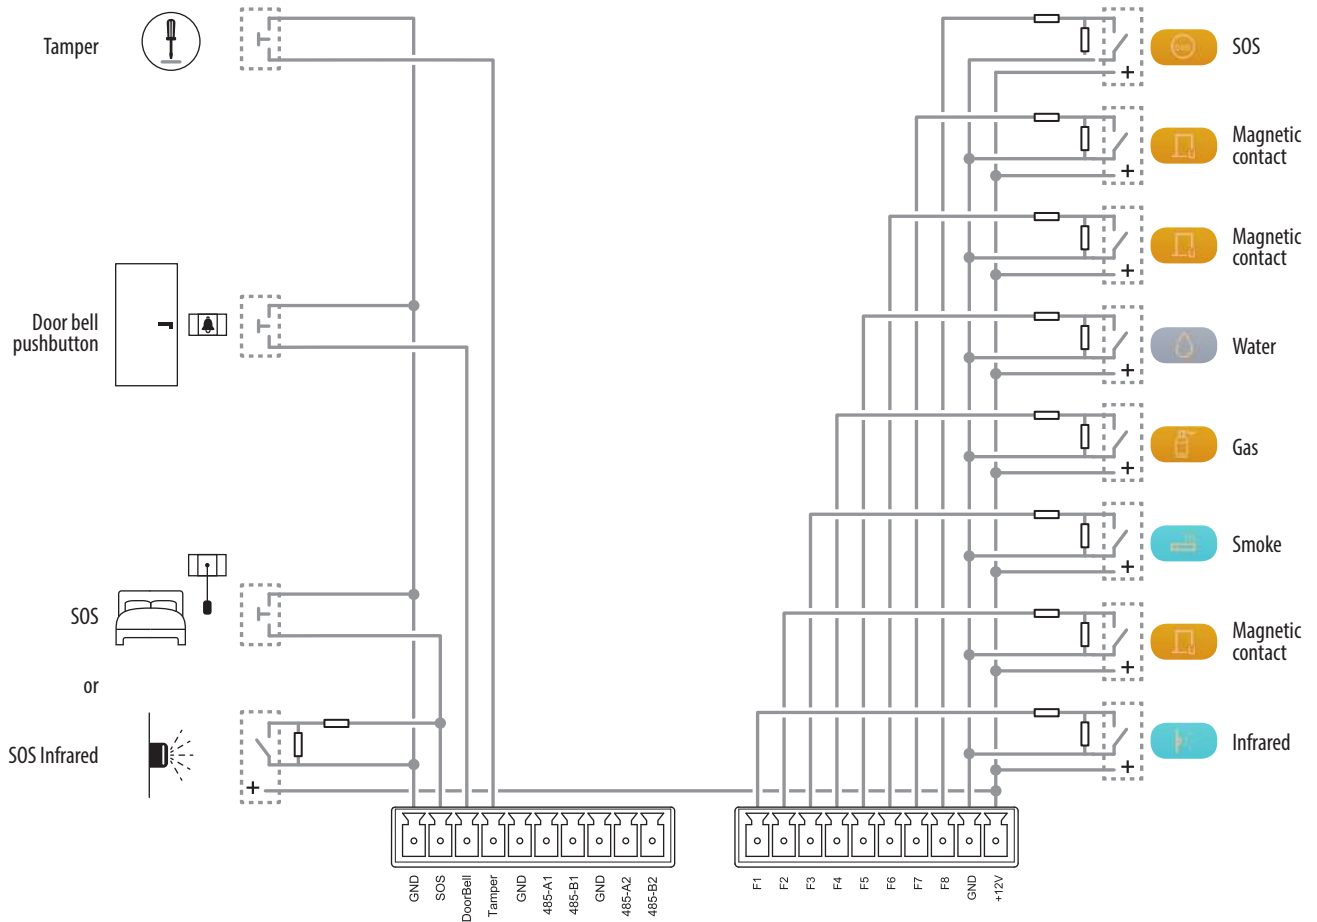 Tamper
Door bell
pushbutton
SOS
or
SOS Infrared
+
SOS
+
Magnetic
contact
+
Magnetic
contact
+
Water
+
Gas
+
Smoke
+
Magnetic
contact
+
Infrared
+
GND
SOS
DoorBell
Tamper
GND
485-A1
485-B1
GND
485-A2
485-B2
F1
F2
F3
F4
F5
F6
F7
F8
GND
+12V